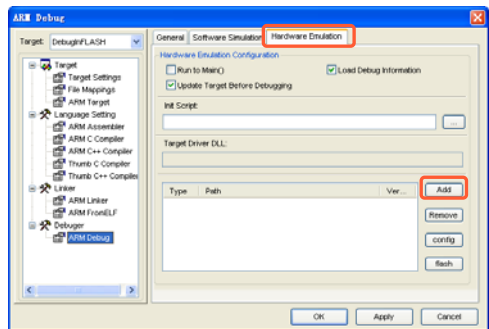 ARM Debug
Target: DebugInFLASH
Target
Target Settings
File Mappings
ARM Target
Language Setting
ARM Assembler
ARM C Compiler
ARM C++ Compiler
Thumb C Compiler
Thumb C++ Compiler
Linker
ARM Linker
ARM FromELF
Debuger
ARM Debug
General Software Simulation Hardware Emulation
Hardware Emulation Configuration
Run to Main() Load Debug Information
Update Target Before Debugging
Init Script:
...
Target Driver DLL:
Type Path Ver...
Add
Remove
config
flash
OK Apply Cancel